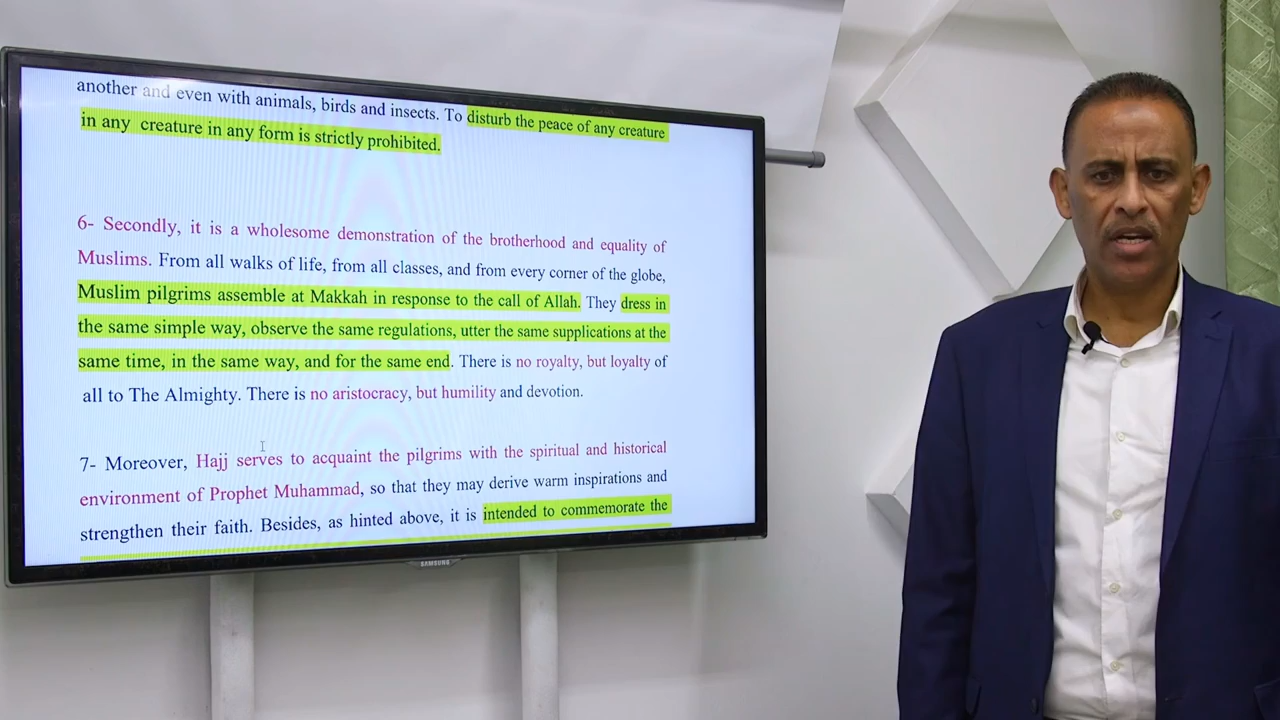 another and even with animals, birds and insects. To disturb the peace of any creature
in any creature in any form is strictly prohibited.
6- Secondly, it is a wholesome demonstration of the brotherhood and equality of
Muslims. From all walks of life, from all classes, and from every corner of the globe,
Muslim pilgrims assemble at Makkah in response to the call of Allah. They dress in
the same simple way, observe the same regulations, utter the same supplications at the
same time, in the same way, and for the same end. There is no royalty, but loyalty of
all to The Almighty. There is no aristocracy, but humility and devotion.
7- Moreover, Hajj serves to acquaint the pilgrims with the spiritual and historical
environment of Prophet Muhammad, so that they may derive warm inspirations and
strengthen their faith. Besides, as hinted above, it is intended to commemorate the
SAMSUNG